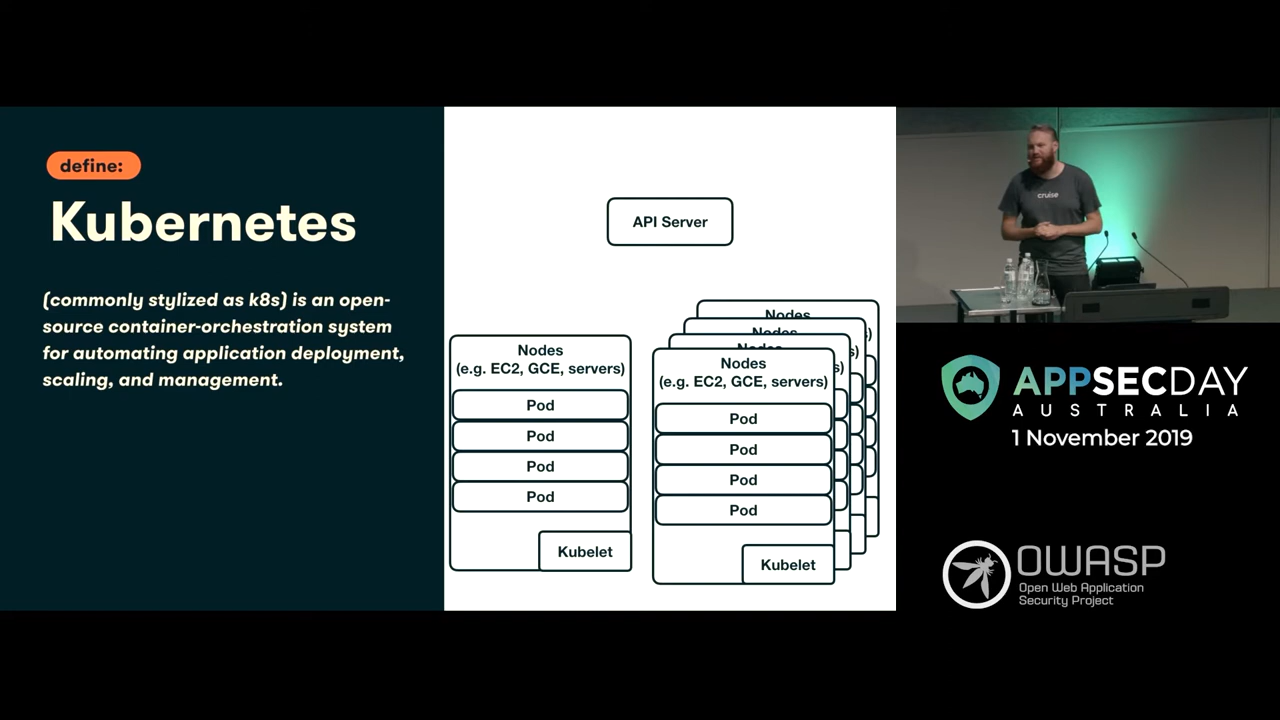 define:
Kubernetes
(commonly stylized as k8s) is an open-
source container-orchestration system
for automating application deployment,
scaling, and management.
API Server
Nodes
(e.g. EC2, GCE, servers)
Pod
Pod
Pod
Pod
Kubelet
Nodes
Nodes
Nodes
Nodes
(e.g. EC2, GCE, servers)
Pod
Pod
Pod
Pod
Kubelet
cruise
APPSECDAY
AUSTRALIA
1 November 2019
OWASP
Open Web Application
Security Project